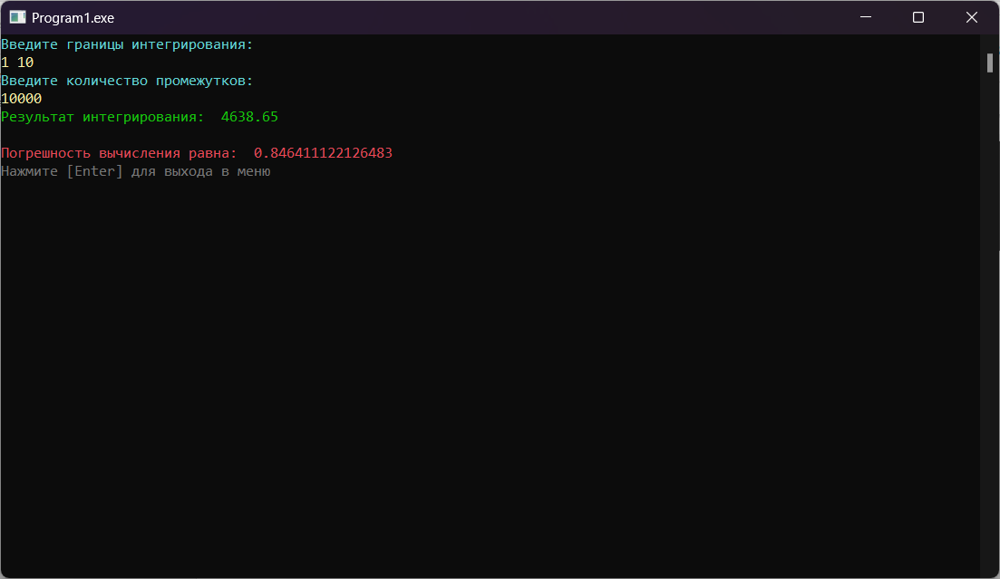 Program1.exe
Введите границы интегрирования:
1 10
Введите количество промежутков:
10000
Результат интегрирования:  4638.65
Погрешность вычисления равна:  0.846411122126483
Нажмите [Enter] для выхода в меню